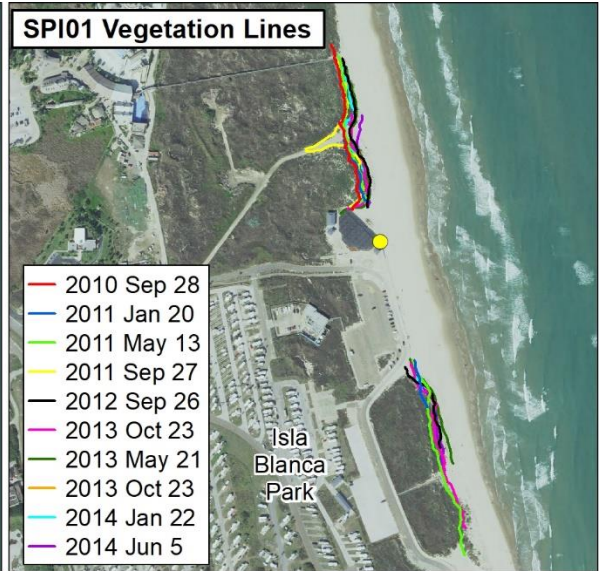 SPI01 Vegetation Lines
2010 Sep 28
2011 Jan 20
2011 May 13
2011 Sep 27
2012 Sep 26
2013 Oct 23
2013 May 21
2013 Oct 23
2014 Jan 22
2014 Jun 5
Isla
Blanca
Park